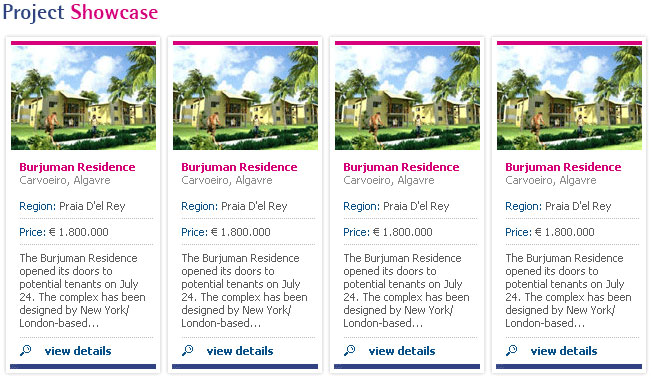 Project Showcase
Burjuman Residence
Carvoeiro, Algavre
Region: Praia D'el Rey
Price: € 1.800.000
The Burjuman Residence
opened its doors to
potential tenants on July
24. The complex has been
designed by New York/
London-based...
view details
Burjuman Residence
Carvoeiro, Algavre
Region: Praia D'el Rey
Price: € 1.800.000
The Burjuman Residence
opened its doors to
potential tenants on July
24. The complex has been
designed by New York/
London-based...
view details
Burjuman Residence
Carvoeiro, Algavre
Region: Praia D'el Rey
Price: € 1.800.000
The Burjuman Residence
opened its doors to
potential tenants on July
24. The complex has been
designed by New York/
London-based...
view details
Burjuman Residence
Carvoeiro, Algavre
Region: Praia D'el Rey
Price: € 1.800.000
The Burjuman Residence
opened its doors to
potential tenants on July
24. The complex has been
designed by New York/
London-based...
view details